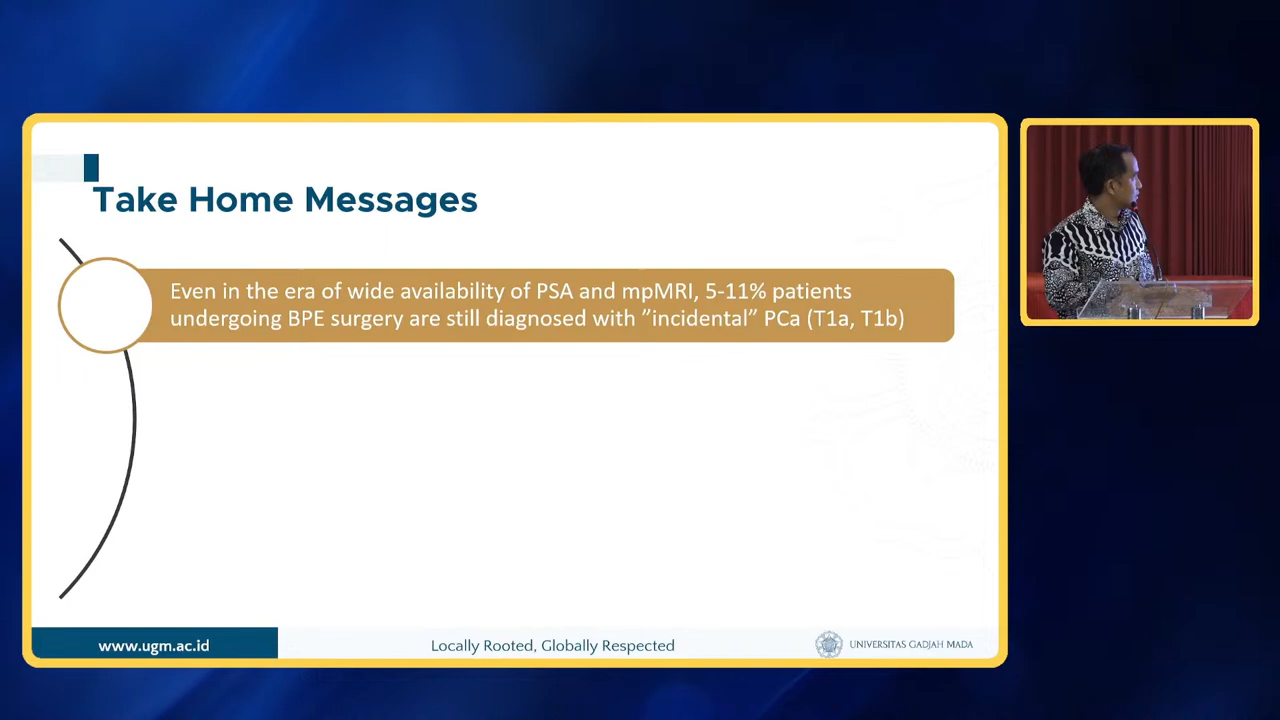 Take Home Messages
Even in the era of wide availability of PSA and mpMRI, 5-11% patients
undergoing BPE surgery are still diagnosed with ”incidental” PCa (T1a, T1b)
www.ugm.ac.id
Locally Rooted, Globally Respected
UNIVERSITAS GADJAH MADA